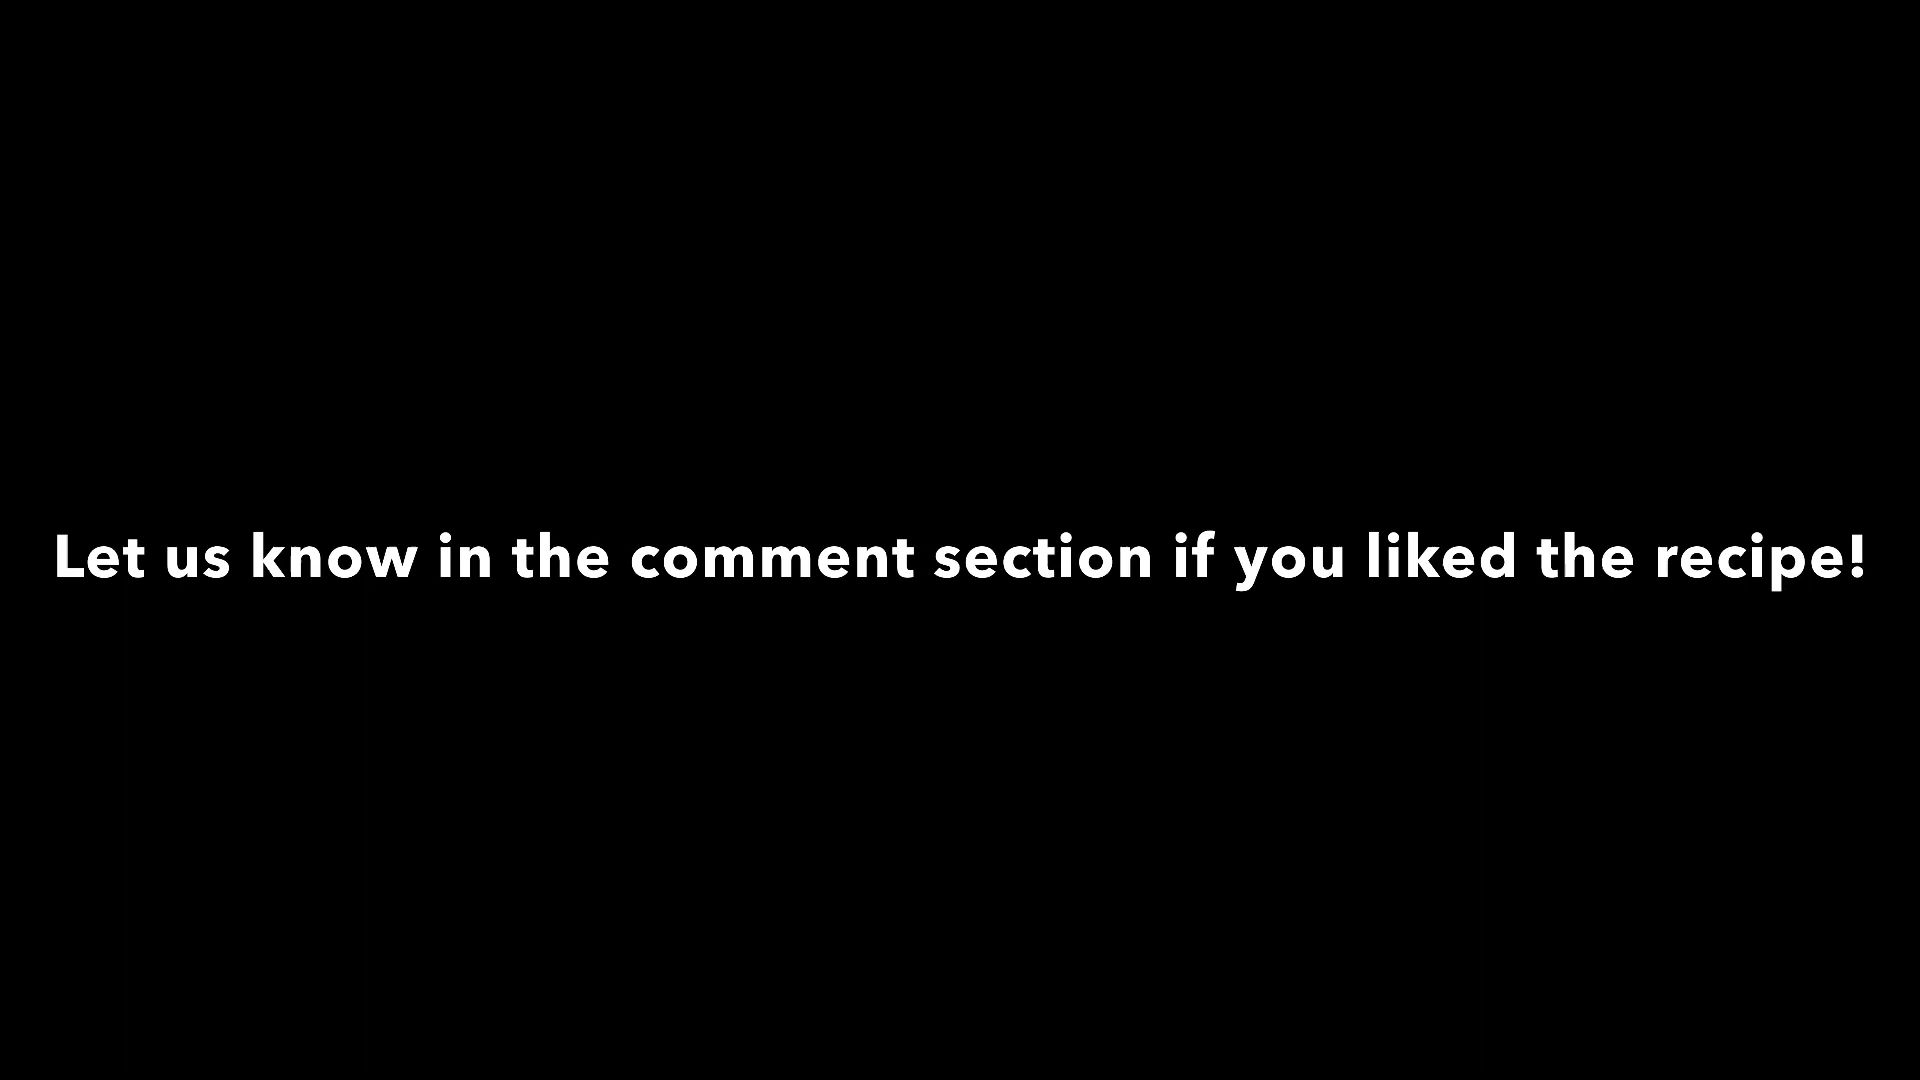 Let us know in the comment section if you liked the recipe!